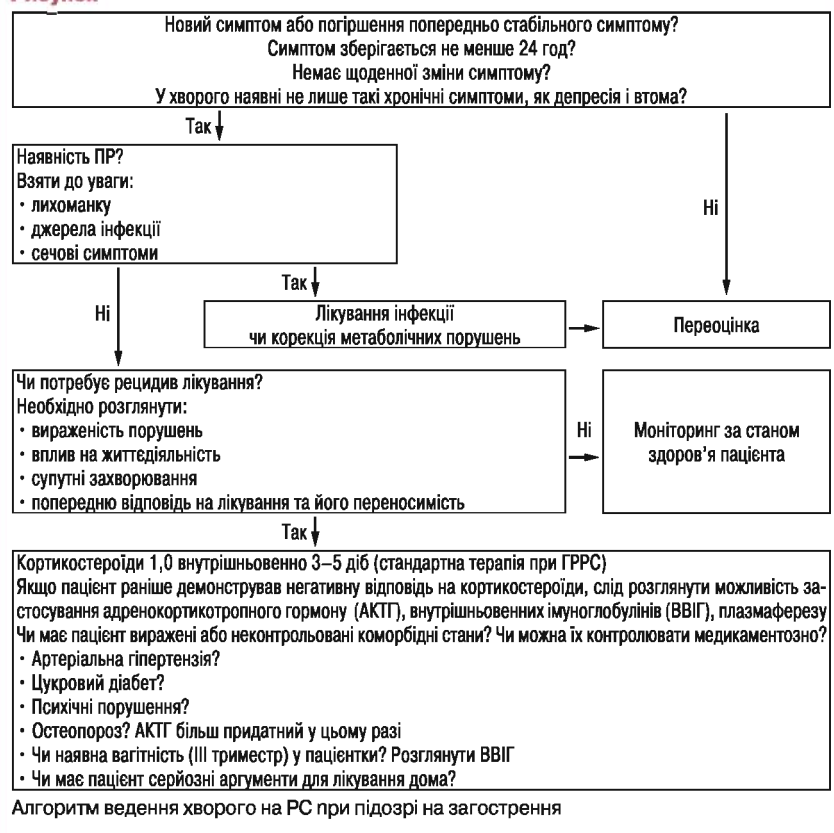 Новий симптом або погіршення попередньо стабільного симптому?
Симптом зберігається не менше 24 год?
Немає щоденної зміни симптому?
У хворого наявні не лише такі хронічні симптоми, як депресія і втома?
Так
Ні
Наявність ПР?
Взяти до уваги:
• лихоманку
• джерела інфекції
• сечові симптоми
Ні
Так
Лікування інфекції
чи корекція метаболічних порушень
Переоцінка
Чи потребує рецидив лікування?
Необхідно розглянути:
• вираженість порушень
• вплив на життєдіяльність
• супутні захворювання
• попередню відповідь на лікування та його переносимість
Ні
Моніторинг за станом
здоров’я пацієнта
Так
Кортикостероїди 1,0 внутрішньовенно 3–5 діб (стандартна терапія при ГРРС)
Якщо пацієнт раніше демонстрував негативну відповідь на кортикостероїди, слід розглянути можливість за-
стосування адренокортикотропного гормону (АКТГ), внутрішньовенних імуноглобулінів (ВВІГ), плазмаферезу
Чи має пацієнт виражені або неконтрольовані коморбідні стани? Чи можна їх контролювати медикаментозно?
• Артеріальна гіпертензія?
• Цукровий діабет?
• Психічні порушення?
• Остеопороз? АКТГ більш придатний у цьому разі
• Чи наявна вагітність (III триместр) у пацієнтки? Розглянути ВВІГ
• Чи має пацієнт серйозні аргументи для лікування дома?
Алгоритм ведення хворого на РС при підозрі на загострення